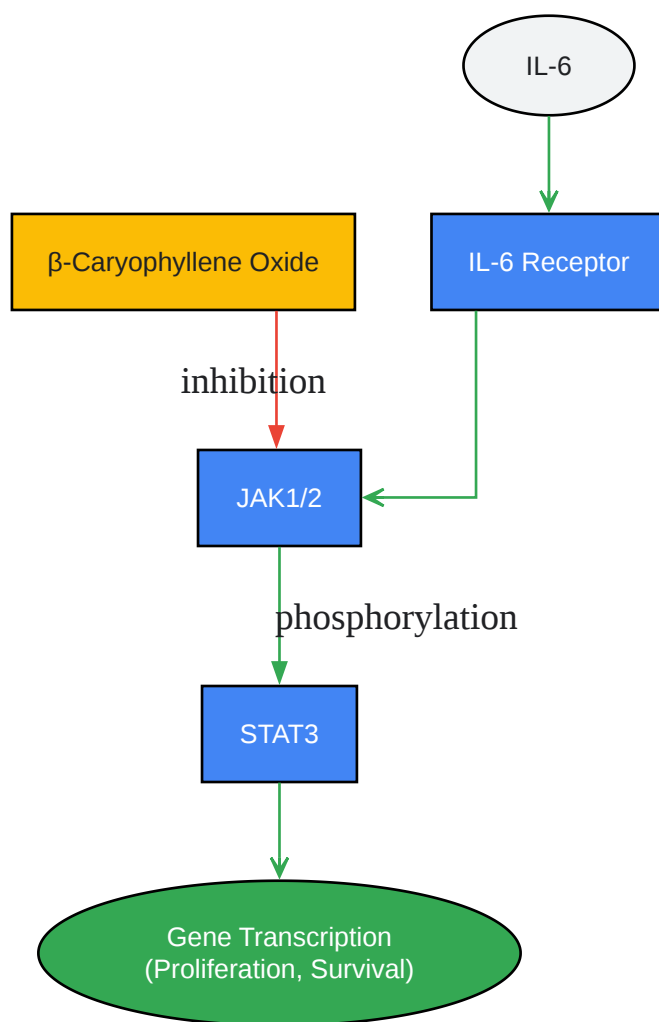 IL-6
β-Caryophyllene Oxide
IL-6 Receptor
inhibition
JAK1/2
phosphorylation
STAT3
Gene Transcription
(Proliferation, Survival)